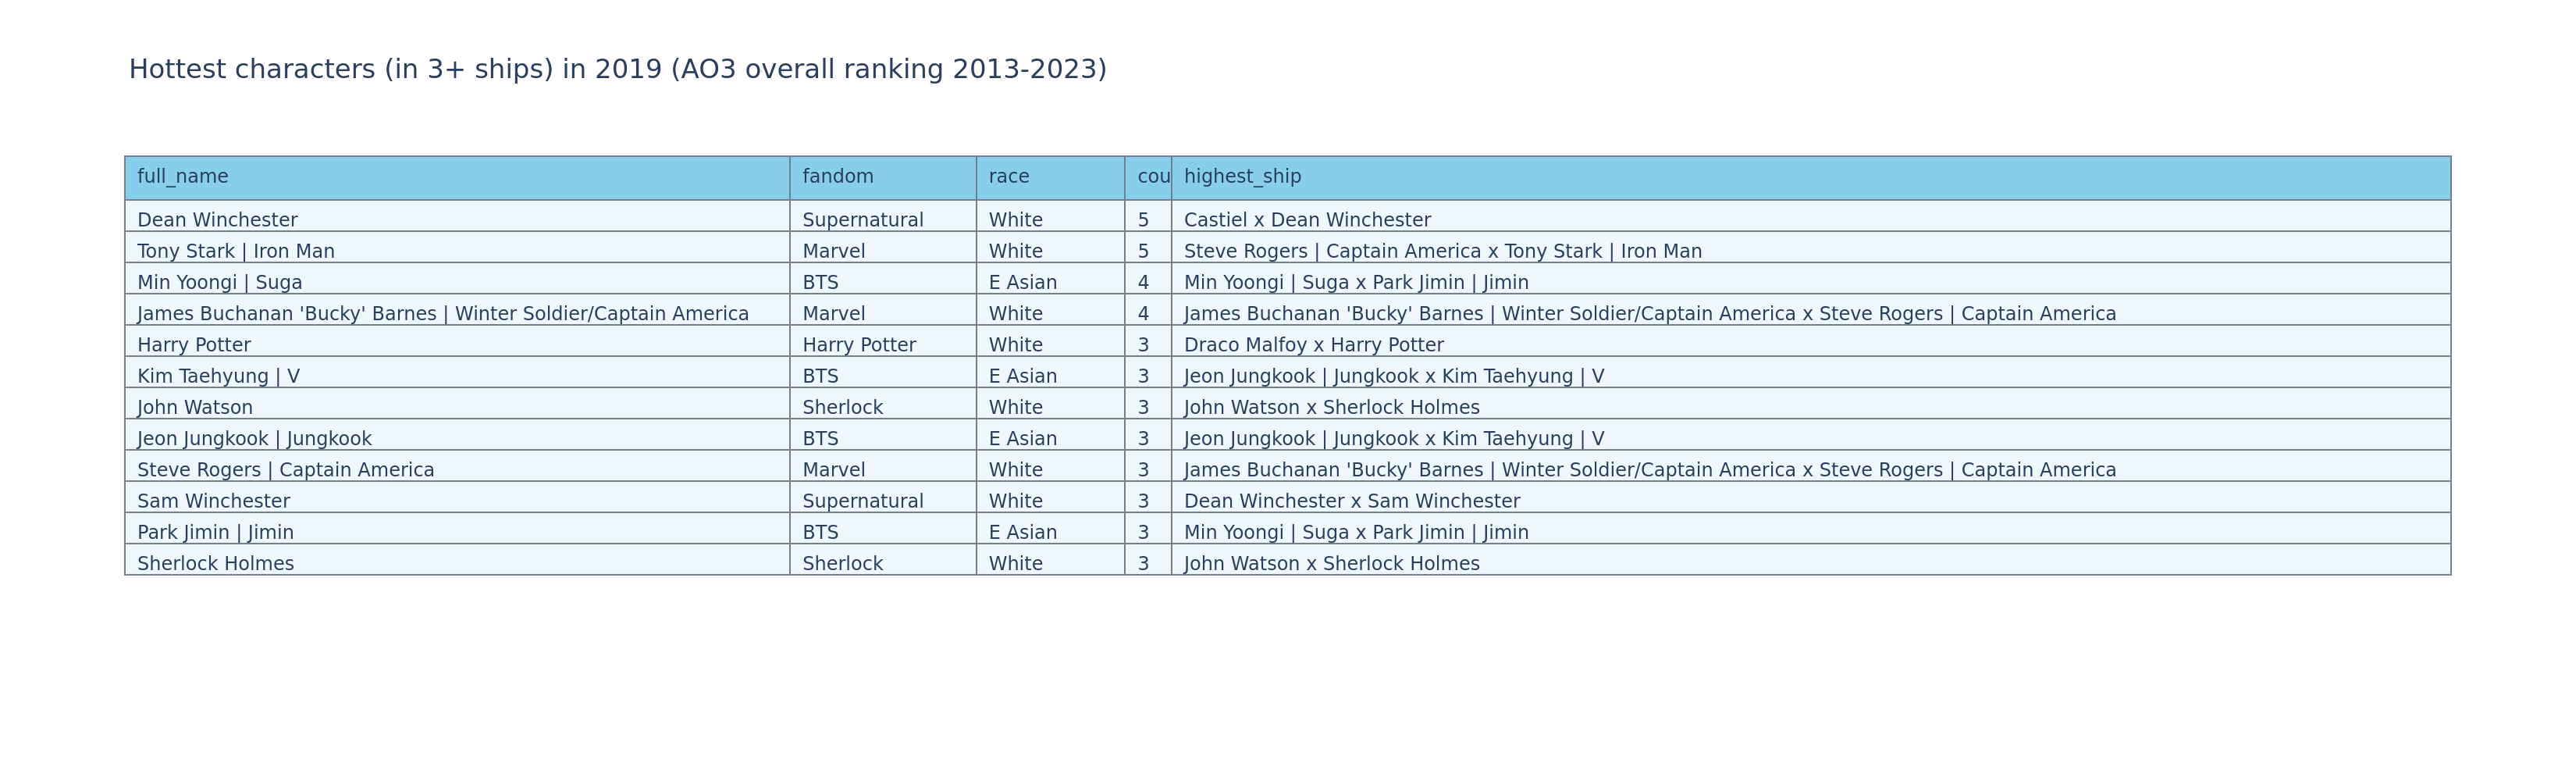 Hottest characters (in 3+ ships) in 2019 (AO3 overall ranking 2013-2023)
full_name fandom race cou highest_ship
Dean Winchester Supernatural White 5 Castiel x Dean Winchester
Tony Stark | Iron Man Marvel White 5 Steve Rogers | Captain America x Tony Stark | Iron Man
Min Yoongi | Suga BTS E Asian 4 Min Yoongi | Suga x Park Jimin | Jimin
James Buchanan 'Bucky' Barnes | Winter Soldier/Captain America Marvel White 4 James Buchanan 'Bucky' Barnes | Winter Soldier/Captain America x Steve Rogers | Captain America
Harry Potter Harry Potter White 3 Draco Malfoy x Harry Potter
Kim Taehyung | V BTS E Asian 3 Jeon Jungkook | Jungkook x Kim Taehyung | V
John Watson Sherlock White 3 John Watson x Sherlock Holmes
Jeon Jungkook | Jungkook BTS E Asian 3 Jeon Jungkook | Jungkook x Kim Taehyung | V
Steve Rogers | Captain America Marvel White 3 James Buchanan 'Bucky' Barnes | Winter Soldier/Captain America x Steve Rogers | Captain America
Sam Winchester Supernatural White 3 Dean Winchester x Sam Winchester
Park Jimin | Jimin BTS E Asian 3 Min Yoongi | Suga x Park Jimin | Jimin
Sherlock Holmes Sherlock White 3 John Watson x Sherlock Holmes